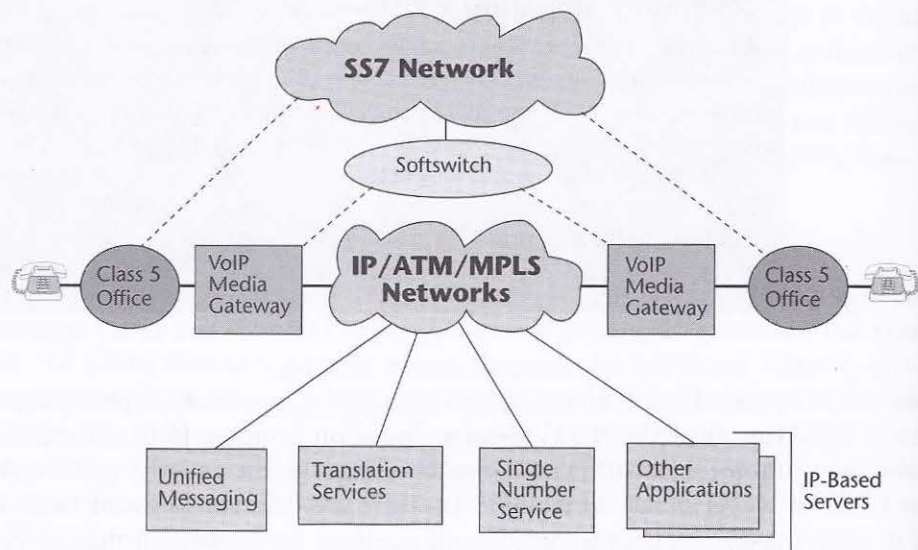 SS7 Network
Softswitch
Class 5
Office
VoIP
Media
Gateway
IP/ATM/MPLS
Networks
VoIP
Media
Gateway
Class 5
Office
Unified
Messaging
Translation
Services
Single
Number
Service
Other
Applications
IP-Based
Servers